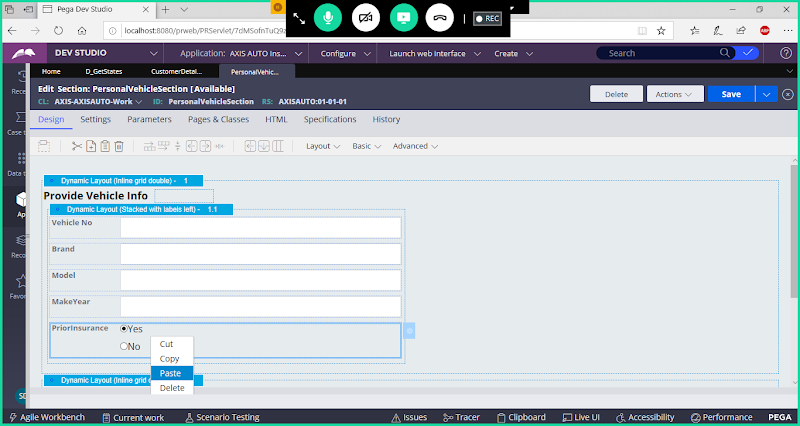 Pega Dev Studio
localhost:8080/prweb/PRServlet/7dMSofnTuQ9z
REC
DEV STUDIO
Application: AXIS AUTO Ins...
Configure
Launch web Interface
Create
Search
Home
D_GetStates
CustomerDetai...
PersonalVehic...
Edit Section: PersonalVehicleSection [Available]
CL: AXIS-AXISAUTO-Work
ID: PersonalVehicleSection
RS: AXISAUTO:01-01-01
Delete
Actions
Save
Design
Settings
Parameters
Pages & Classes
HTML
Specifications
History
Layout
Basic
Advanced
Dynamic Layout (Inline grid double) - 1
Provide Vehicle Info
Dynamic Layout (Stacked with labels left) - 1.1
Vehicle No
Brand
Model
MakeYear
PriorInsurance
Yes
No
Cut
Copy
Paste
Delete
Dynamic Layout (Inline grid
Rece
Case t
Data t
Ap
Reco
Favor
Agile Workbench
Current work
Scenario Testing
Issues
Tracer
Clipboard
Live UI
Accessibility
Performance
PEGA